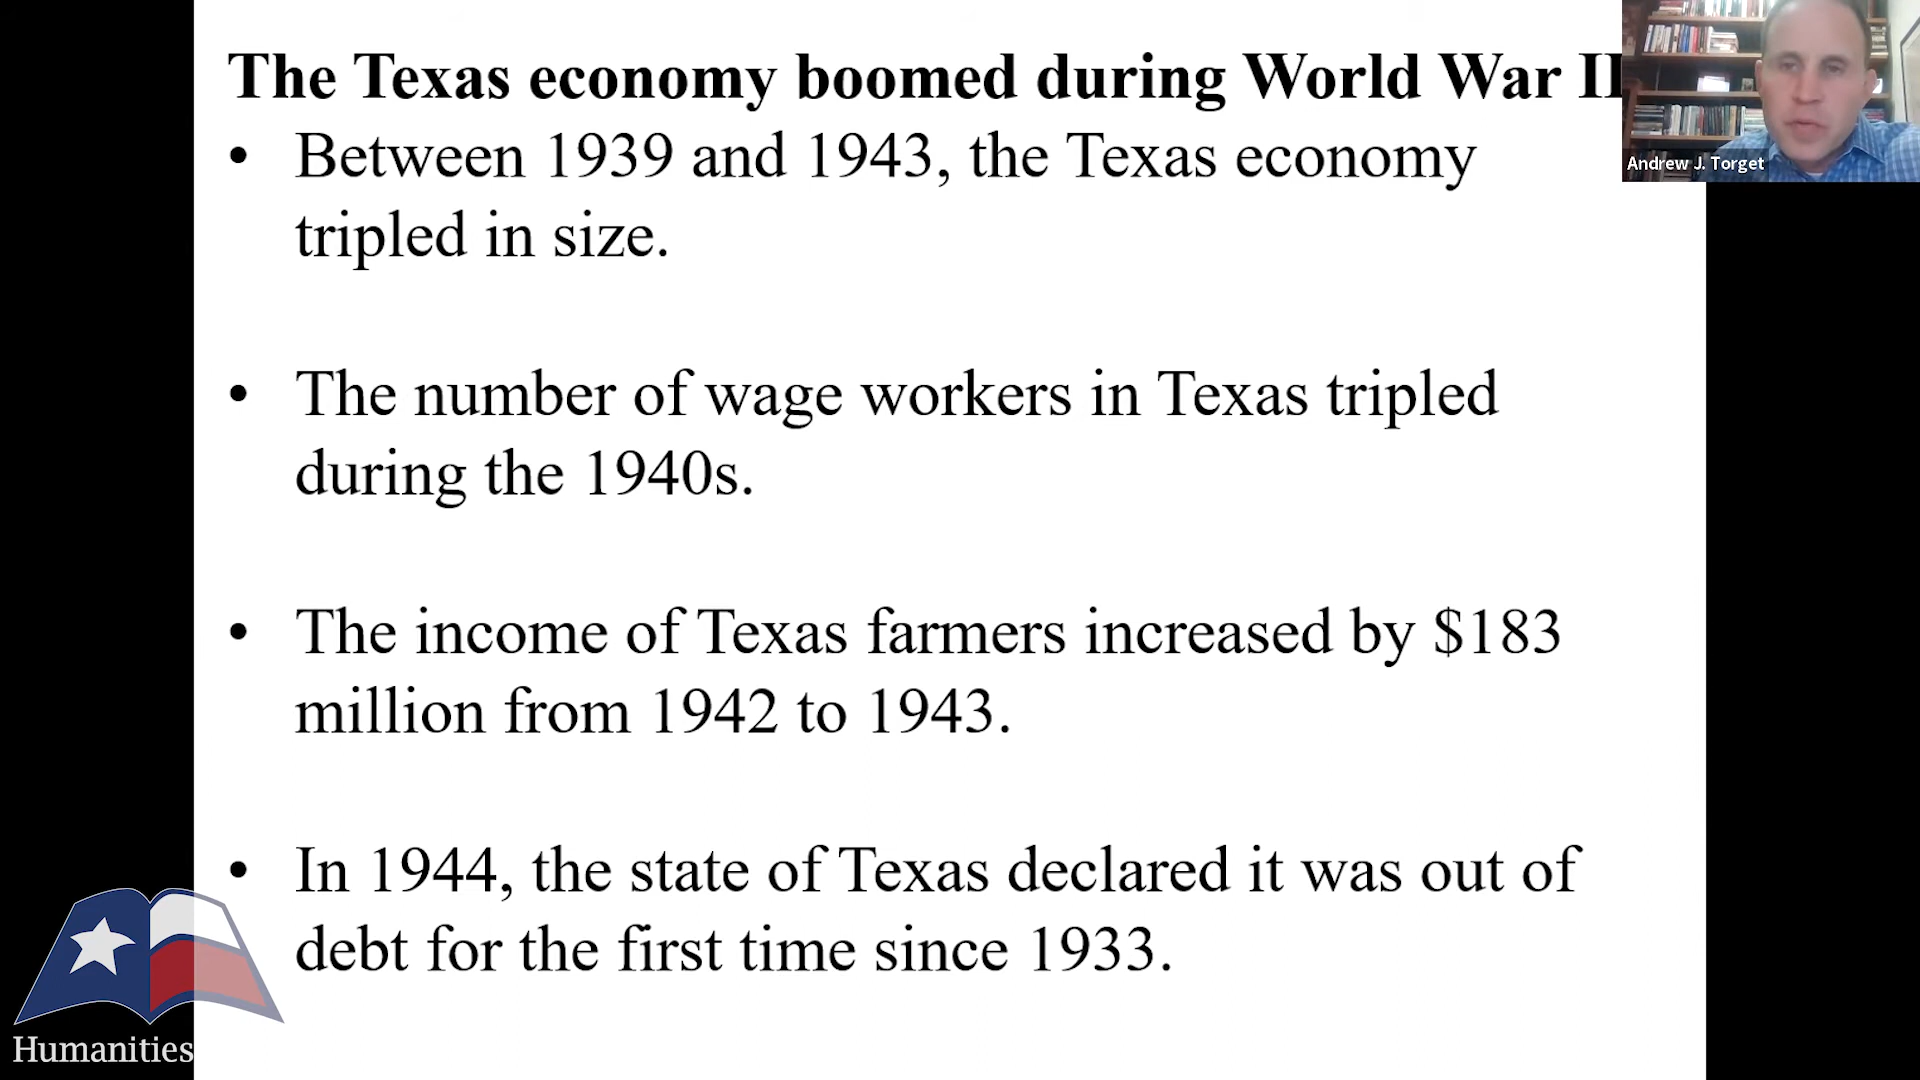 The Texas economy boomed during World War II
• Between 1939 and 1943, the Texas economy
tripled in size.
• The number of wage workers in Texas tripled
during the 1940s.
• The income of Texas farmers increased by $183
million from 1942 to 1943.
• In 1944, the state of Texas declared it was out of
debt for the first time since 1933.
Andrew J. Torget
Humanities